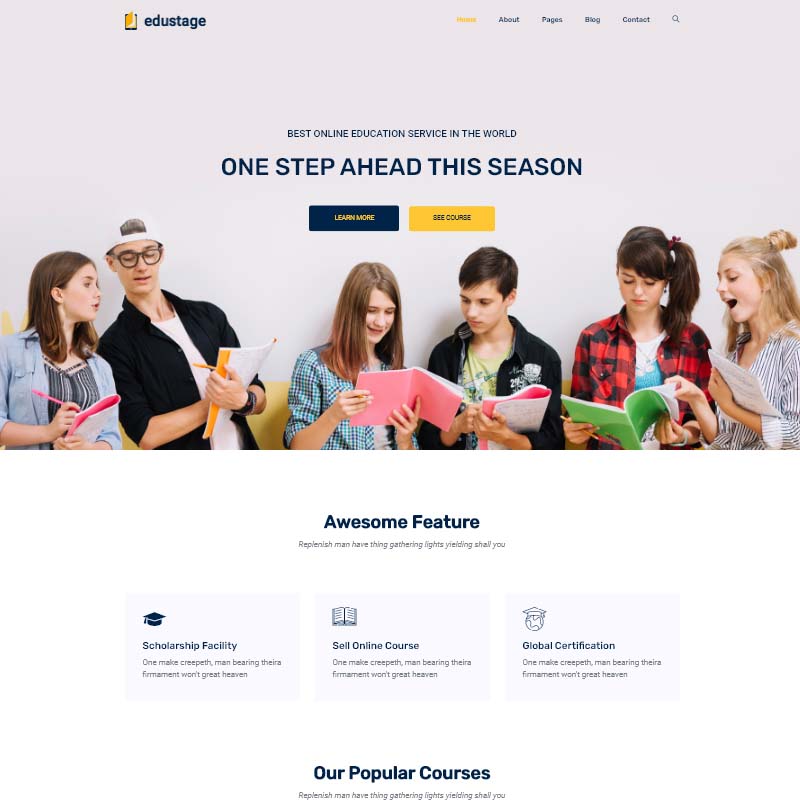 edustage
Home About Pages Blog Contact
BEST ONLINE EDUCATION SERVICE IN THE WORLD
ONE STEP AHEAD THIS SEASON
LEARN MORE SEE COURSE
Awesome Feature
Replenish man have thing gathering lights yielding shall you
Scholarship Facility
One make creepeth, man bearing theira
firmament won't great heaven
Sell Online Course
One make creepeth, man bearing theira
firmament won't great heaven
Global Certification
One make creepeth, man bearing theira
firmament won't great heaven
Our Popular Courses
Replenish man have thing gathering lights yielding shall you